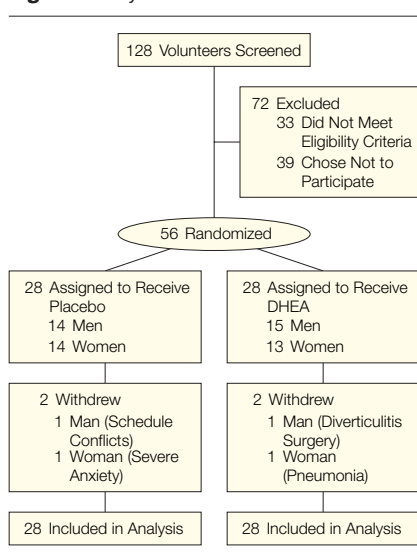 128 Volunteers Screened
72 Excluded
33 Did Not Meet
Eligibility Criteria
39 Chose Not to
Participate
56 Randomized
28 Assigned to Receive
Placebo
14 Men
14 Women
28 Assigned to Receive
DHEA
15 Men
13 Women
2 Withdrew
1 Man (Schedule
Conflicts)
1 Woman (Severe
Anxiety)
2 Withdrew
1 Man (Diverticulitis
Surgery)
1 Woman
(Pneumonia)
28 Included in Analysis
28 Included in Analysis